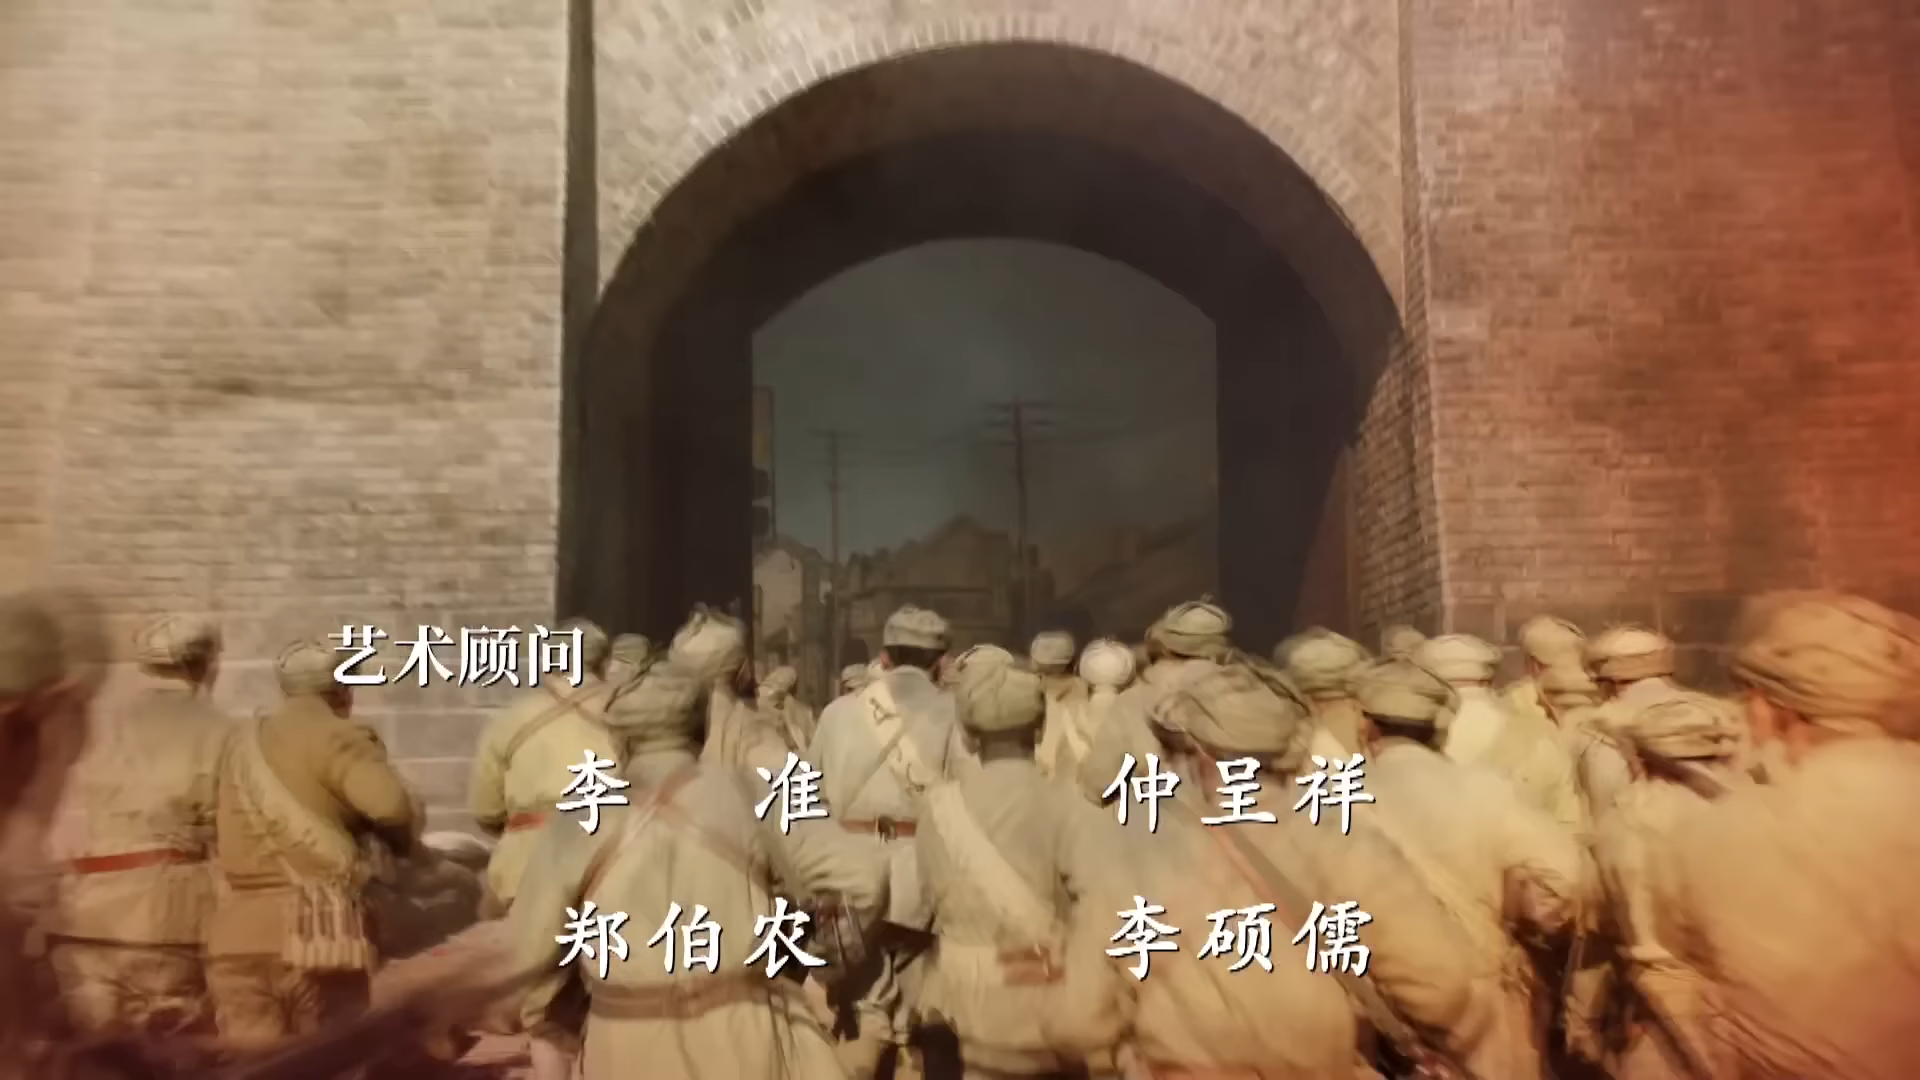 艺术顾问
李 准 仲呈祥
郑伯农 李硕儒